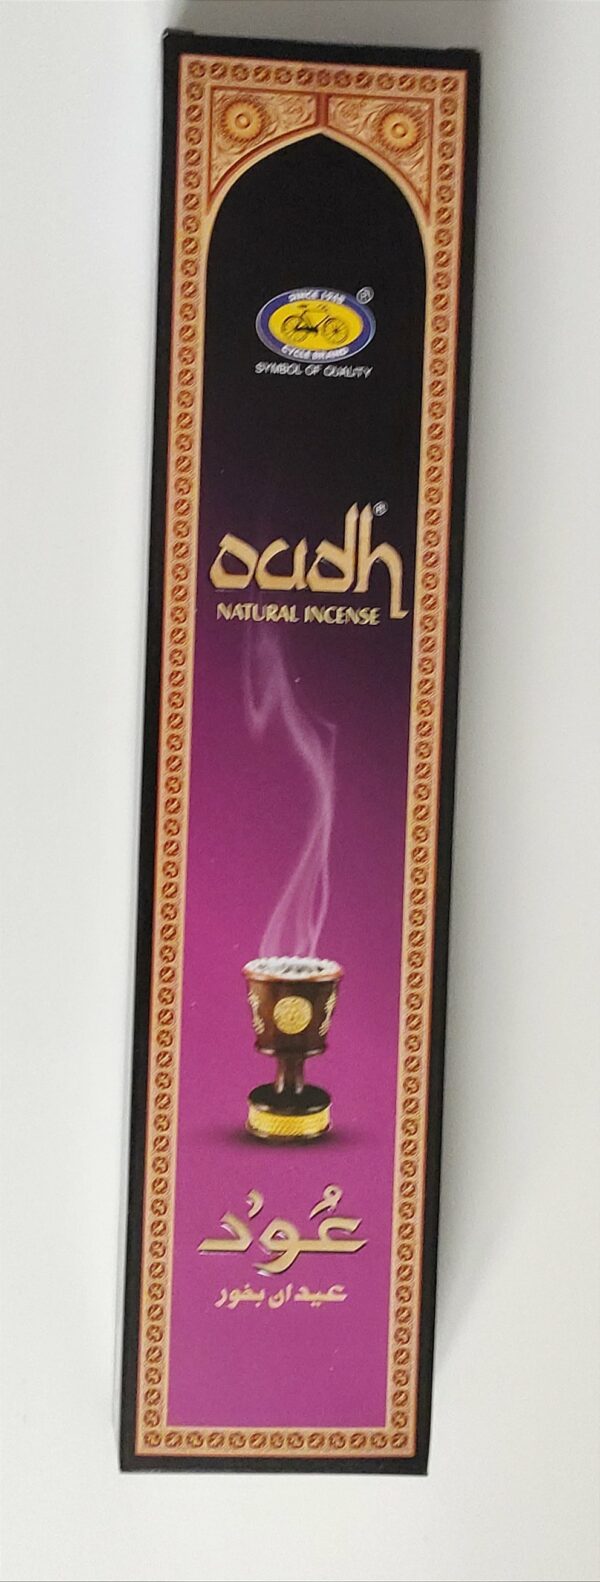 SINCE 1948
CYCLE BRAND
®
SYMBOL OF QUALITY
oudh®
NATURAL INCENSE
عُود
عيدان بخور